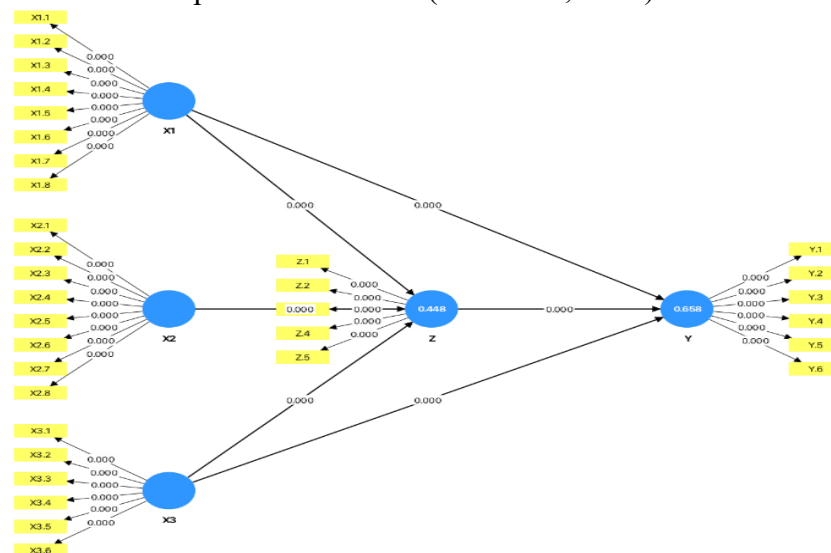 X1.1
X1.2
X1.3
X1.4
X1.5
X1.6
X1.7
X1.8
0.000
0.000
0.000
0.000
0.000
0.000
0.000
0.000
X1
0.000
0.000
X2.1
X2.2
X2.3
X2.4
X2.5
X2.6
X2.7
X2.8
0.000
0.000
0.000
0.000
0.000
0.000
0.000
0.000
X2
0.000
Z.1
Z.2
Z.4
Z.5
0.000
0.000
0.000
0.000
0.000
0.448
Z
0.000
0.658
Y
0.000
0.000
0.000
0.000
0.000
0.000
Y.1
Y.2
Y.3
Y.4
Y.5
Y.6
0.000
0.000
X3.1
X3.2
X3.3
X3.4
X3.5
X3.6
0.000
0.000
0.000
0.000
0.000
0.000
X3